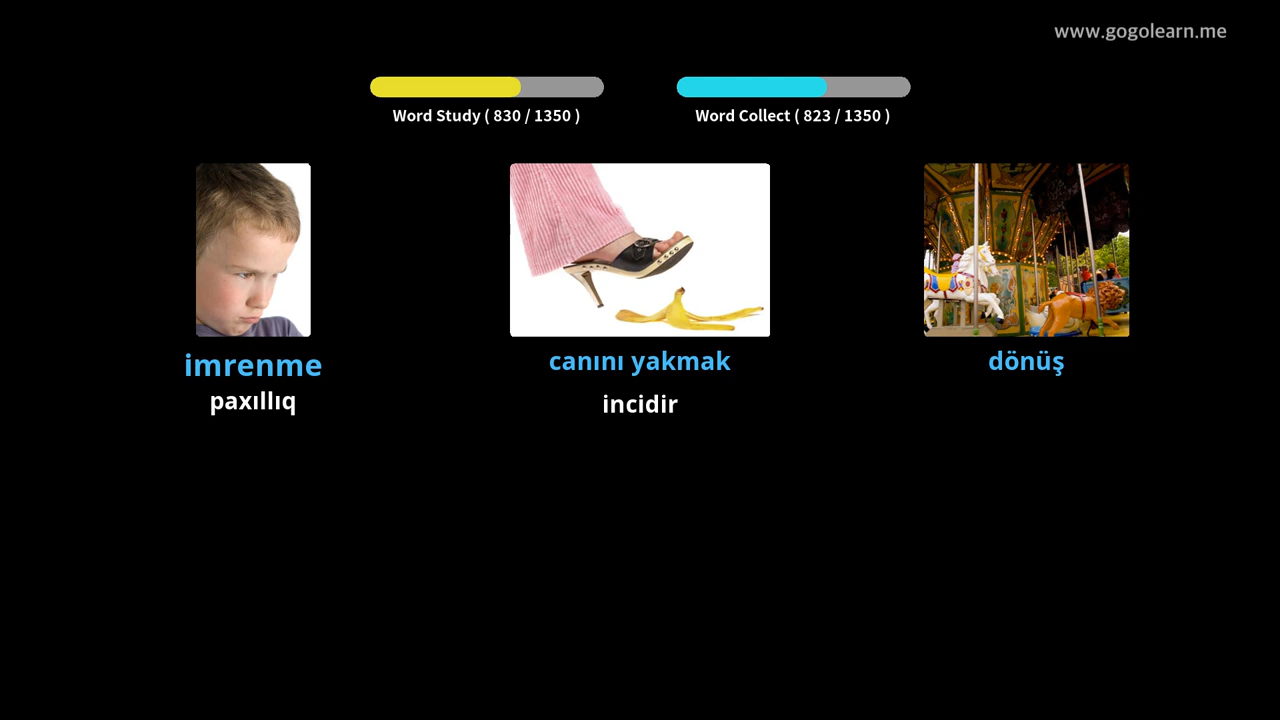 www.gogolearn.me
Word Study ( 830 / 1350 )
Word Collect ( 823 / 1350 )
imrenme
paxıllıq
canını yakmak
incidir
dönüş